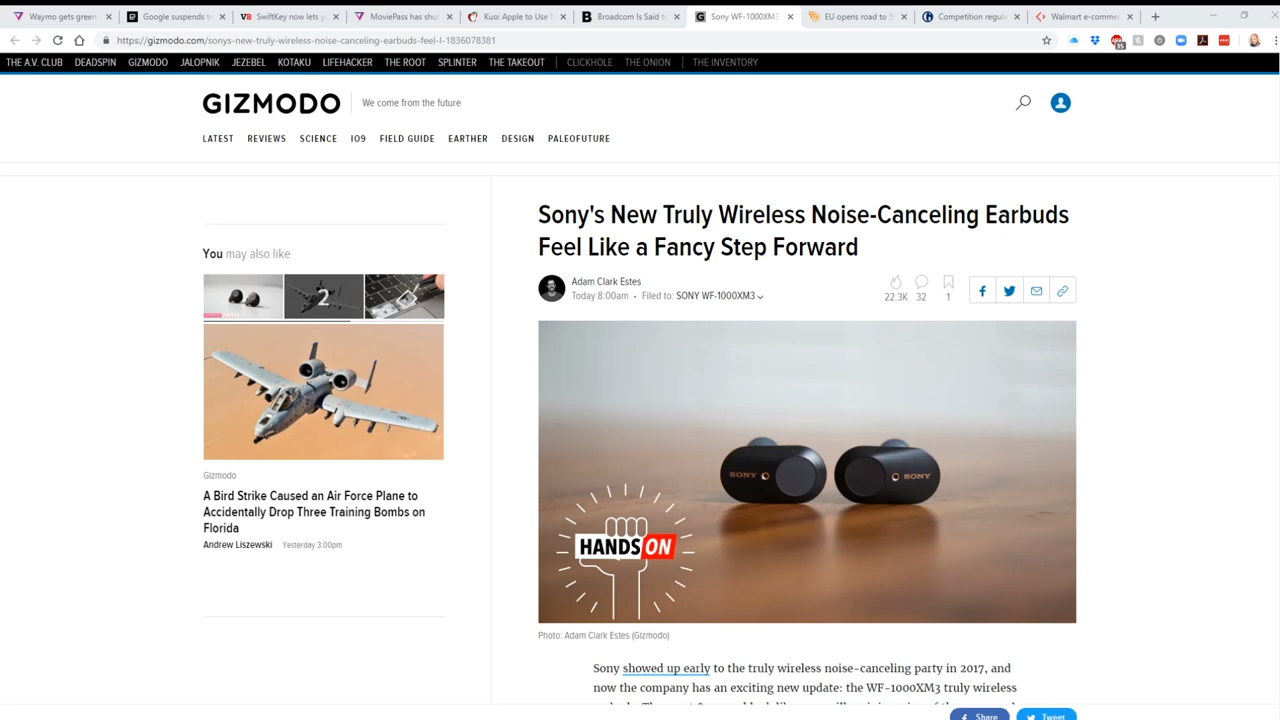 Waymo gets green
Google suspends t
SwiftKey now lets y
MoviePass has shut
Kuo: Apple to Use
Broadcom Is Said to
Sony WF-1000XM3
EU opens road to 5
Competition regula
Walmart e-comme
https://gizmodo.com/sonys-new-truly-wireless-noise-canceling-earbuds-feel-l-1836078381
THE A.V. CLUB DEADSPIN GIZMODO JALOPNIK JEZEBEL KOTAKU LIFEHACKER THE ROOT SPLINTER THE TAKEOUT CLICKHOLE THE ONION THE INVENTORY
GIZMODO
We come from the future
LATEST REVIEWS SCIENCE IO9 FIELD GUIDE EARTHER DESIGN PALEOFUTURE
You may also like
2
Gizmodo
A Bird Strike Caused an Air Force Plane to
Accidentally Drop Three Training Bombs on
Florida
Andrew Liszewski Yesterday 3:00pm
Sony's New Truly Wireless Noise-Canceling Earbuds
Feel Like a Fancy Step Forward
Adam Clark Estes
Today 8:00am • Filed to: SONY WF-1000XM3
22.3K 32 1
SONY
SONY
HANDS ON
Photo: Adam Clark Estes (Gizmodo)
Sony showed up early to the truly wireless noise-canceling party in 2017, and
now the company has an exciting new update: the WF-1000XM3 truly wireless
Share
Tweet